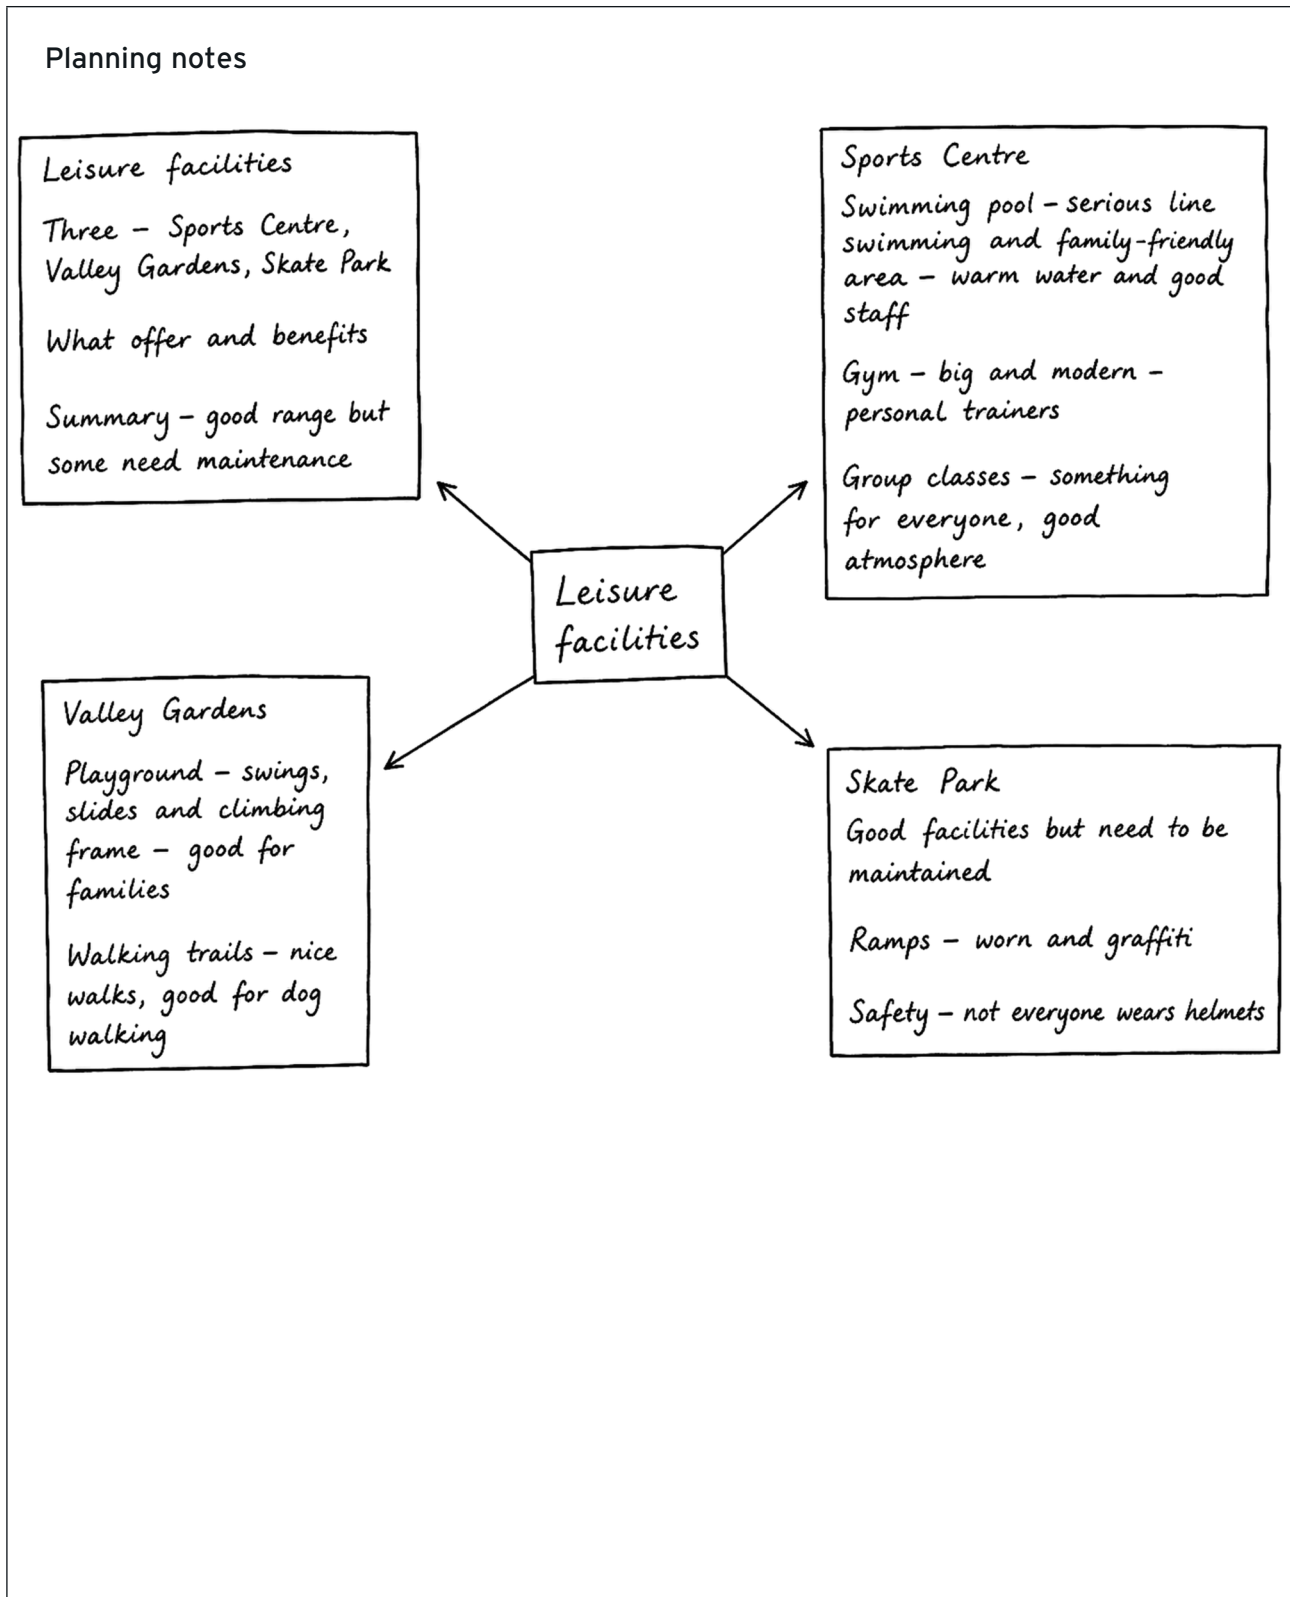 Planning notes
Leisure facilities
Three – Sports Centre,
Valley Gardens, Skate Park
What offer and benefits
Summary – good range but
some need maintenance
Sports Centre
Swimming pool – serious line
swimming and family-friendly
area – warm water and good
staff
Gym – big and modern –
personal trainers
Group classes – something
for everyone, good
atmosphere
Leisure
facilities
Valley Gardens
Playground – swings,
slides and climbing
frame – good for
families
Walking trails – nice
walks, good for dog
walking
Skate Park
Good facilities but need to be
maintained
Ramps – worn and graffiti
Safety – not everyone wears helmets